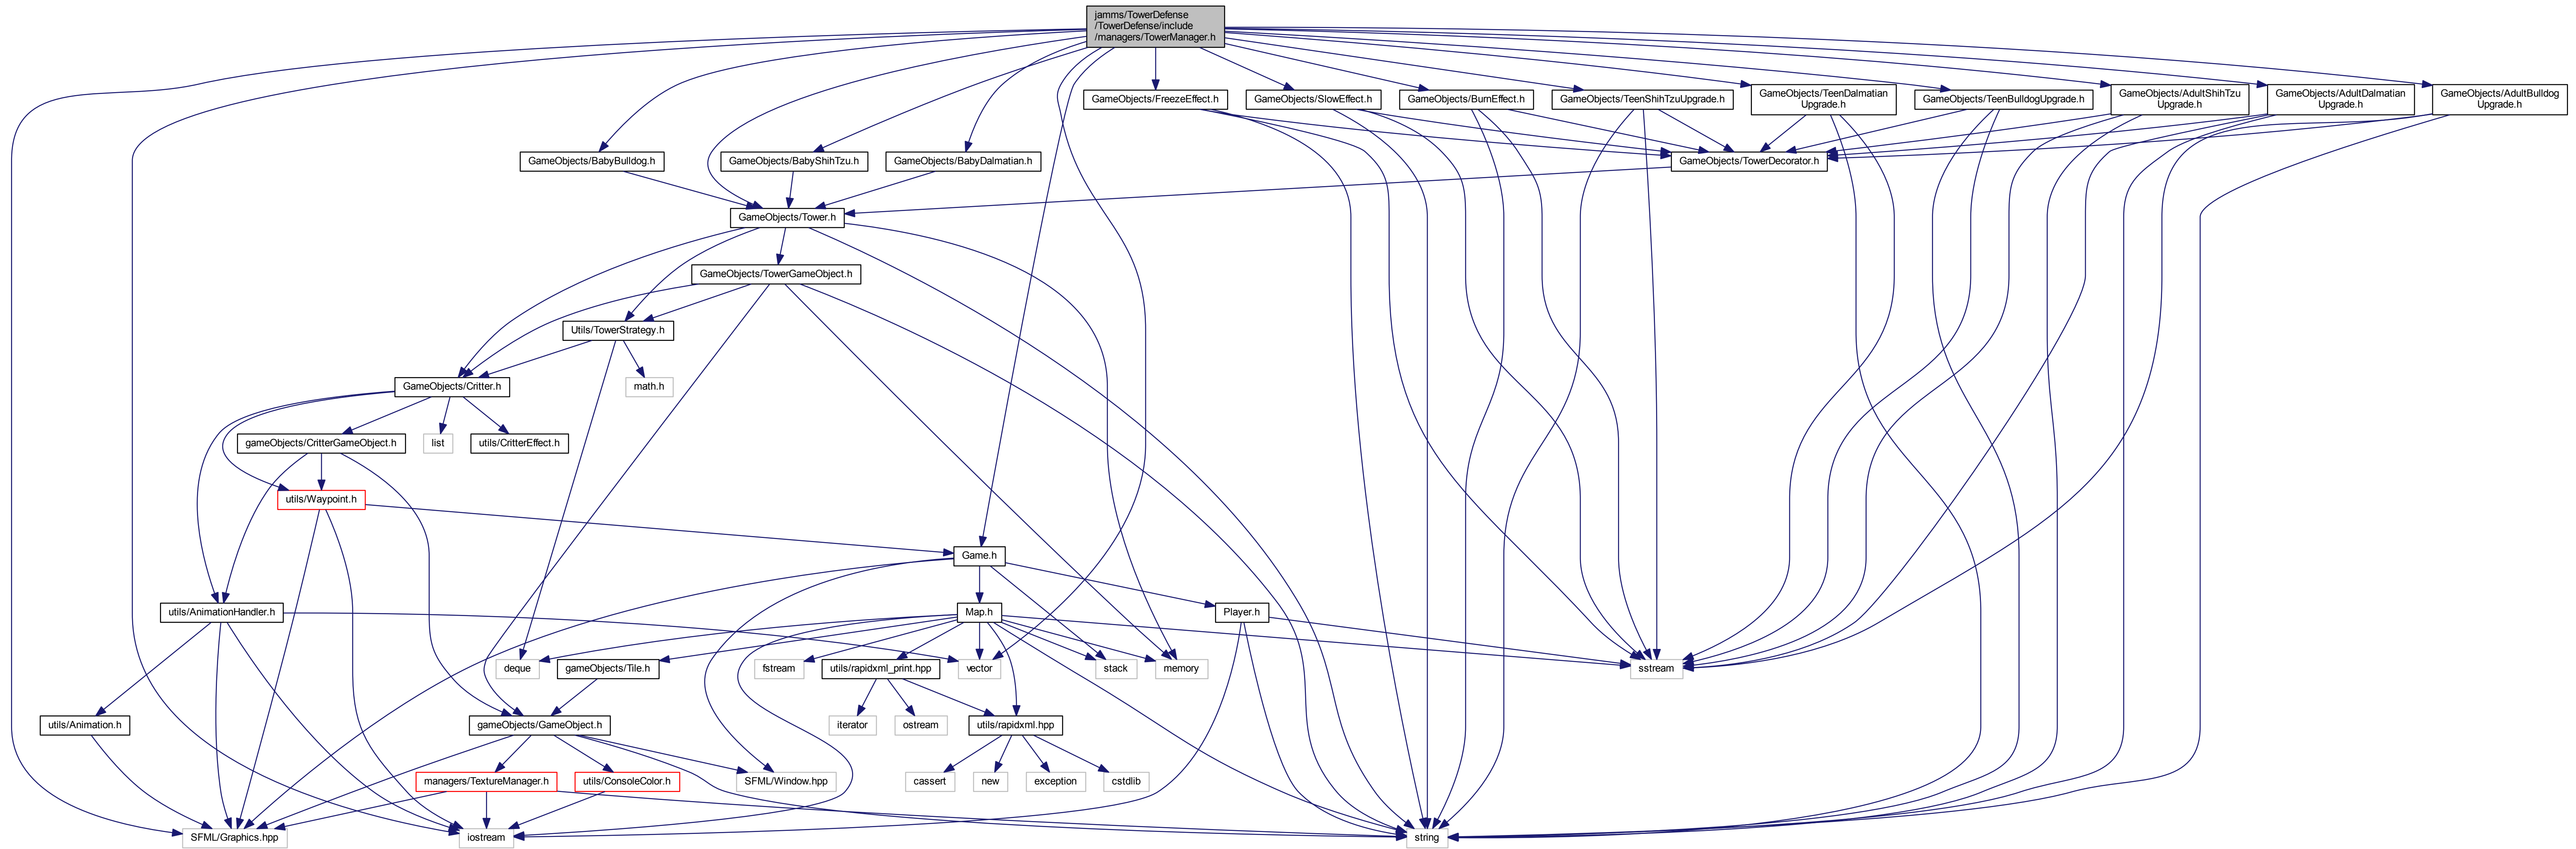 jamms/TowerDefense
/TowerDefense/include
/managers/TowerManager.h
GameObjects/FreezeEffect.h
GameObjects/SlowEffect.h
GameObjects/BurnEffect.h
GameObjects/TeenShihTzuUpgrade.h
GameObjects/TeenDalmatian
Upgrade.h
GameObjects/TeenBulldogUpgrade.h
GameObjects/AdultShihTzu
Upgrade.h
GameObjects/AdultDalmatian
Upgrade.h
GameObjects/AdultBulldog
Upgrade.h
GameObjects/BabyBulldog.h
GameObjects/BabyShihTzu.h
GameObjects/BabyDalmatian.h
GameObjects/TowerDecorator.h
GameObjects/Tower.h
GameObjects/TowerGameObject.h
Utils/TowerStrategy.h
GameObjects/Critter.h
math.h
gameObjects/CritterGameObject.h
list
utils/CritterEffect.h
utils/Waypoint.h
Game.h
utils/AnimationHandler.h
Map.h
Player.h
deque
gameObjects/Tile.h
fstream
utils/rapidxml_print.hpp
vector
stack
memory
sstream
utils/Animation.h
gameObjects/GameObject.h
iterator
ostream
utils/rapidxml.hpp
managers/TextureManager.h
utils/ConsoleColor.h
SFML/Window.hpp
cassert
new
exception
cstdlib
SFML/Graphics.hpp
iostream
string